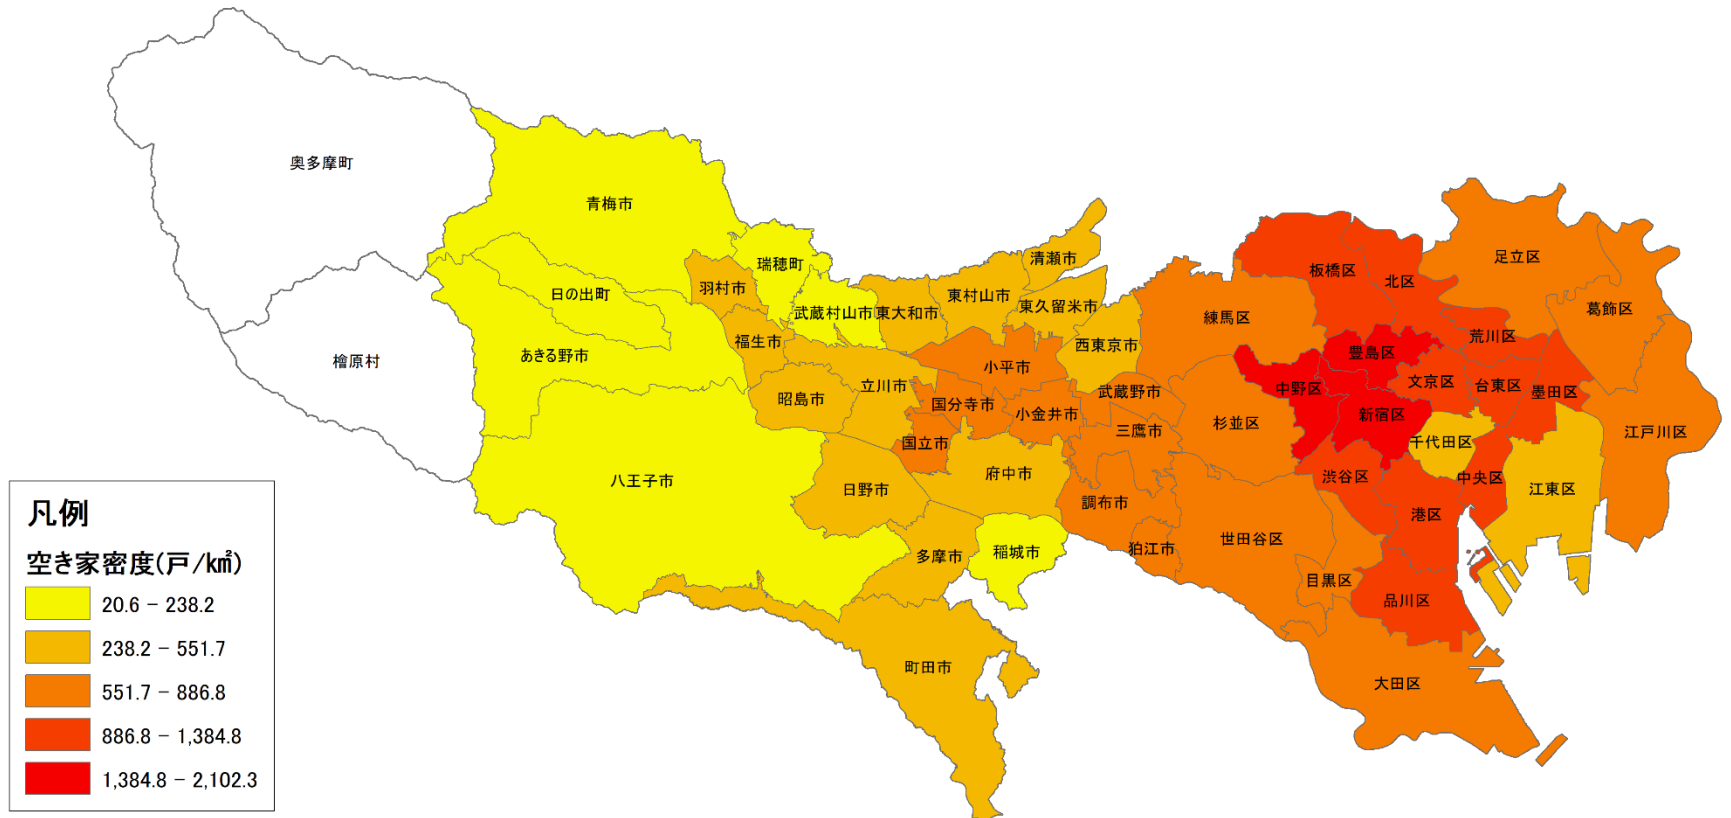 奥多摩町
檜原村
青梅市
日の出町
あきる野市
八王子市
瑞穂町
羽村市
武蔵村山市
東大和市
福生市
昭島市
立川市
東村山市
清瀬市
東久留米市
西東京市
小平市
国分寺市
小金井市
国立市
武蔵野市
三鷹市
府中市
日野市
調布市
狛江市
多摩市
稲城市
町田市
練馬区
杉並区
世田谷区
目黒区
大田区
品川区
板橋区
北区
豊島区
中野区
新宿区
渋谷区
港区
文京区
千代田区
中央区
台東区
荒川区
墨田区
江東区
足立区
葛飾区
江戸川区
凡例
空き家密度(戸/㎢)
20.6 − 238.2
238.2 − 551.7
551.7 − 886.8
886.8 − 1,384.8
1,384.8 − 2,102.3